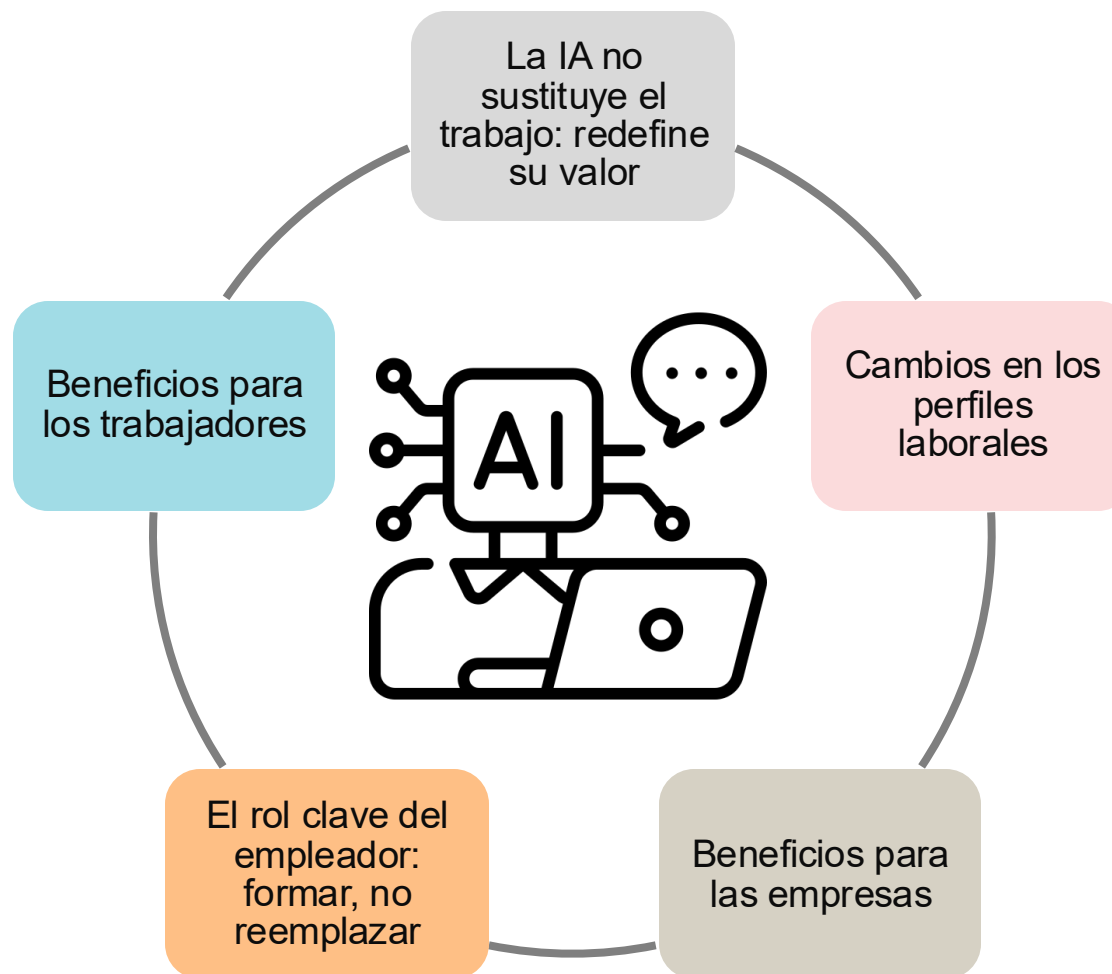 La IA no
sustituye el
trabajo: redefine
su valor
Cambios en los
perfiles
laborales
Beneficios para
las empresas
El rol clave del
empleador:
formar, no
reemplazar
Beneficios para
los trabajadores
AI